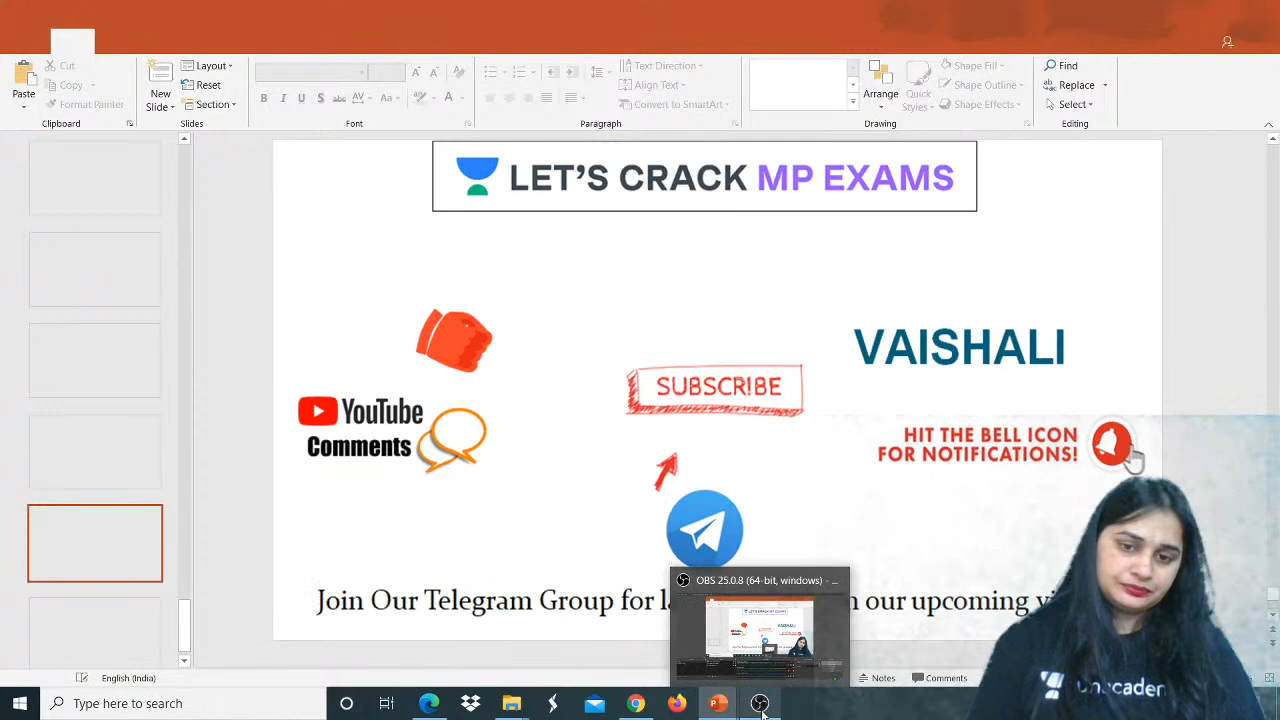 Cut
Copy
Format Painter
Paste
Clipboard
New
Slide
Layout
Reset
Section
Slides
Font
Text Direction
Align Text
Convert to SmartArt
Paragraph
Arrange
Quick
Styles
Shape Fill
Shape Outline
Shape Effects
Drawing
Find
Replace
Select
Editing
LET'S CRACK MP EXAMS
VAISHALI
SUBSCRIBE
YouTube
Comments
HIT THE BELL ICON
FOR NOTIFICATIONS!
OBS 25.0.8 (64-bit, windows) - ...
Join Our Telegram Group for our upcoming
English (India)
Notes
Comments
Type here to search